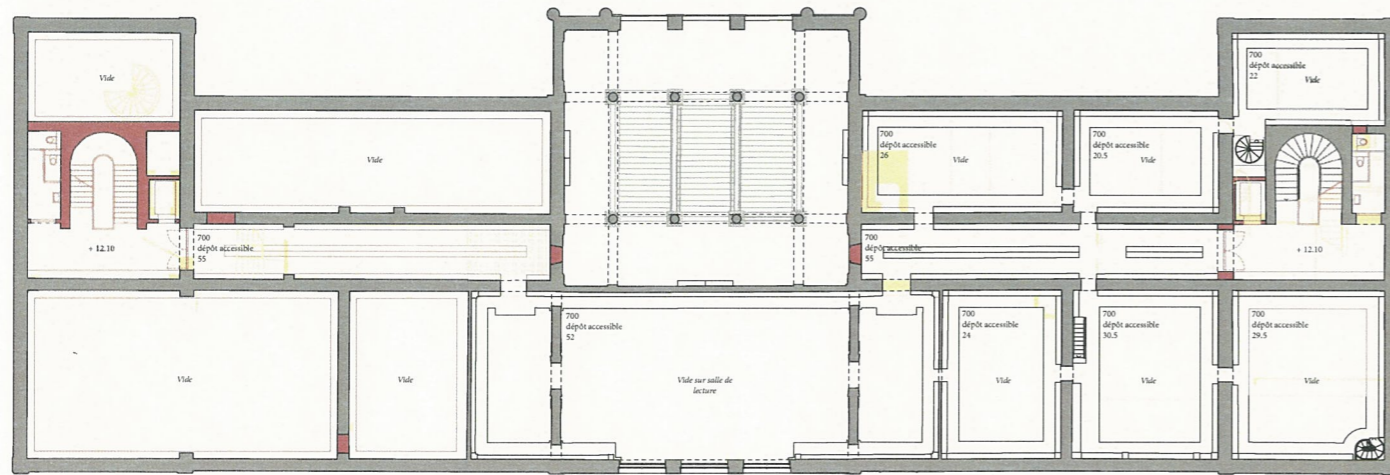 Vide
700
dépôt accessible
22
Vide
Vide
700
dépôt accessible
26
Vide
700
dépôt accessible
20.5
Vide
+ 12.10
700
dépôt accessible
55
700
dépôt accessible
55
+ 12.10
Vide
Vide
700
dépôt accessible
52
Vide sur salle de
lecture
700
dépôt accessible
24
Vide
700
dépôt accessible
30.5
Vide
700
dépôt accessible
29.5
Vide